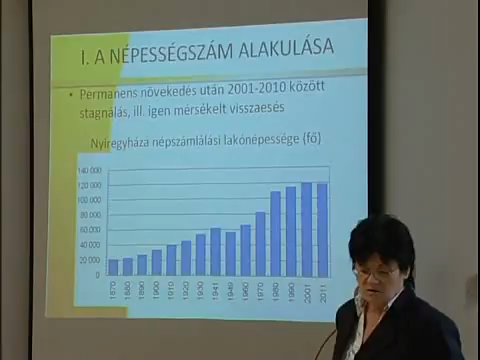 I. A NÉPESSÉGSZÁM ALAKULÁSA
• Permanens növekedés után 2001-2010 között
stagnálás, ill. igen mérsékelt visszaesés
Nyíregyháza népszámlálási lakónépessége (fő)
140 000
120 000
100 000
80 000
60 000
40 000
20 000
0
1870 1880 1890 1900 1910 1920 1930 1941 1949 1960 1970 1980 1990 2001 2011